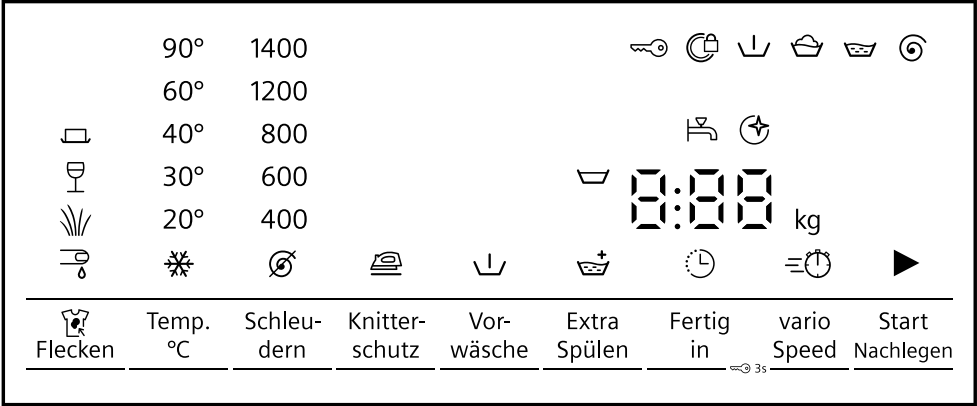 90° 1400
60° 1200
40° 800
30° 600
20° 400
8:88 kg
Flecken
Temp.
°C
Schleu-
dern
Knitter-
schutz
Vor-
wäsche
Extra
Spülen
Fertig
in
3s
vario
Speed
Start
Nachlegen